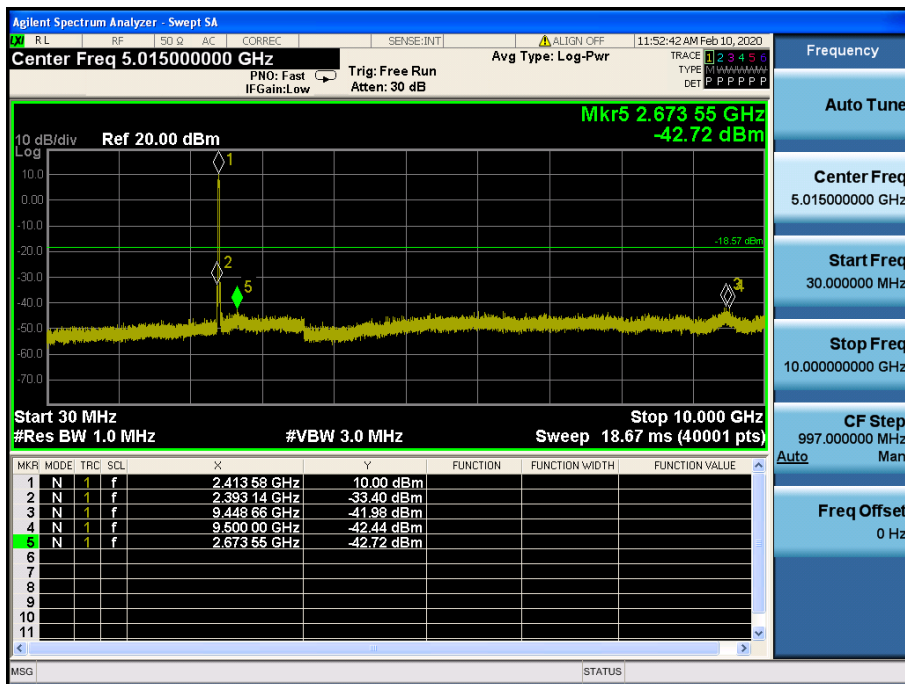 Agilent Spectrum Analyzer - Swept SA
LXI RL RF 50 Ω AC CORREC SENSE:INT ALIGN OFF 11:52:42 AM Feb 10, 2020
Center Freq 5.015000000 GHz
PNO: Fast
IFGain:Low
Trig: Free Run
Atten: 30 dB
Avg Type: Log-Pwr
TRACE 1 2 3 4 5 6
TYPE M WWWWW
DET P P P P P P
Mkr5 2.673 55 GHz
-42.72 dBm
10 dB/div Ref 20.00 dBm
Log
10.0
0.00
-10.0
-20.0
-30.0
-40.0
-50.0
-60.0
-70.0
1
2
5
3
4
-18.57 dBm
Start 30 MHz Stop 10.000 GHz
#Res BW 1.0 MHz #VBW 3.0 MHz Sweep 18.67 ms (40001 pts)
MKR MODE TRC SCL X Y FUNCTION FUNCTION WIDTH FUNCTION VALUE
1 N 1 f 2.413 58 GHz 10.00 dBm
2 N 1 f 2.393 14 GHz -33.40 dBm
3 N 1 f 9.448 66 GHz -41.98 dBm
4 N 1 f 9.500 00 GHz -42.44 dBm
5 N 1 f 2.673 55 GHz -42.72 dBm
6
7
8
9
10
11
MSG STATUS
Frequency
Auto Tune
Center Freq
5.015000000 GHz
Start Freq
30.000000 MHz
Stop Freq
10.000000000 GHz
CF Step
997.000000 MHz
Auto Man
Freq Offset
0 Hz